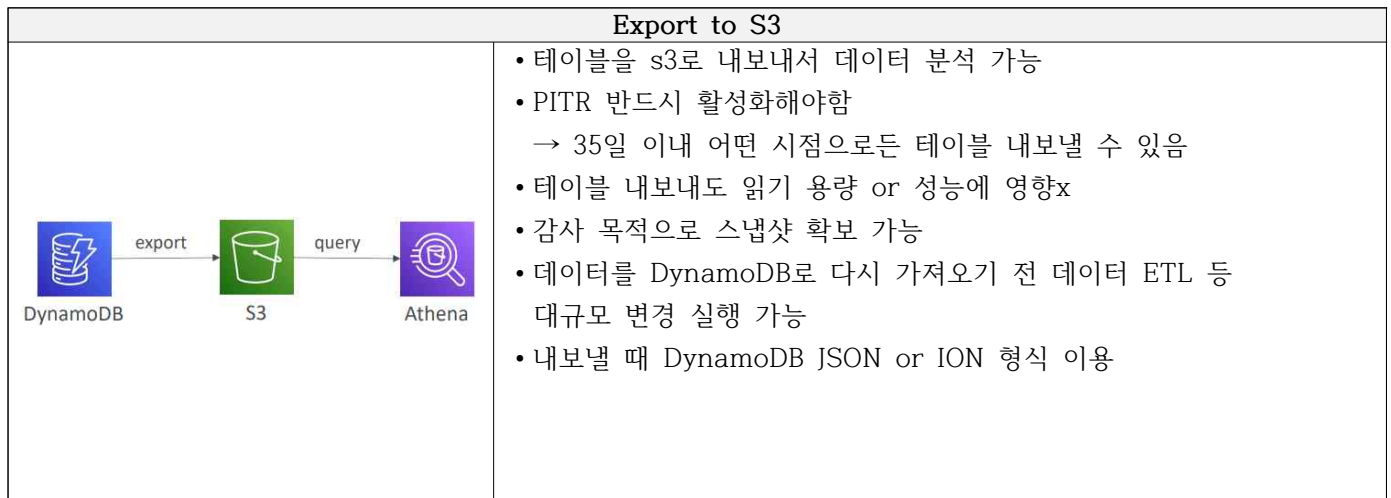 Export to S3
• 테이블을 s3로 내보내서 데이터 분석 가능
• PITR 반드시 활성화해야함
→ 35일 이내 어떤 시점으로든 테이블 내보낼 수 있음
• 테이블 내보내도 읽기 용량 or 성능에 영향x
• 감사 목적으로 스냅샷 확보 가능
• 데이터를 DynamoDB로 다시 가져오기 전 데이터 ETL 등
대규모 변경 실행 가능
• 내보낼 때 DynamoDB JSON or ION 형식 이용
export
query
DynamoDB
S3
Athena